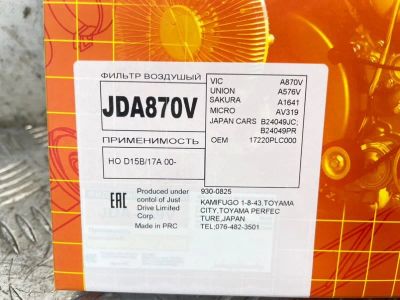 ФИЛЬТР ВОЗДУШЫЙ
JDA870V
ПРИМЕНИМОСТЬ
HO D15B/17A 00-
VIC A870V
UNION A576V
SAKURA A1641
MICRO AV319
JAPAN CARS B24049JC;
B24049PR
OEM 17220PLC000
EAC
Produced under
contol of Just
Drive Limiled
Corp.
Made in PRC
930-0825
KAMIFUGO 1-8-43,TOYAMA
CITY,TOYAMA PERFEC
TURE,JAPAN
TEL;076-482-3501